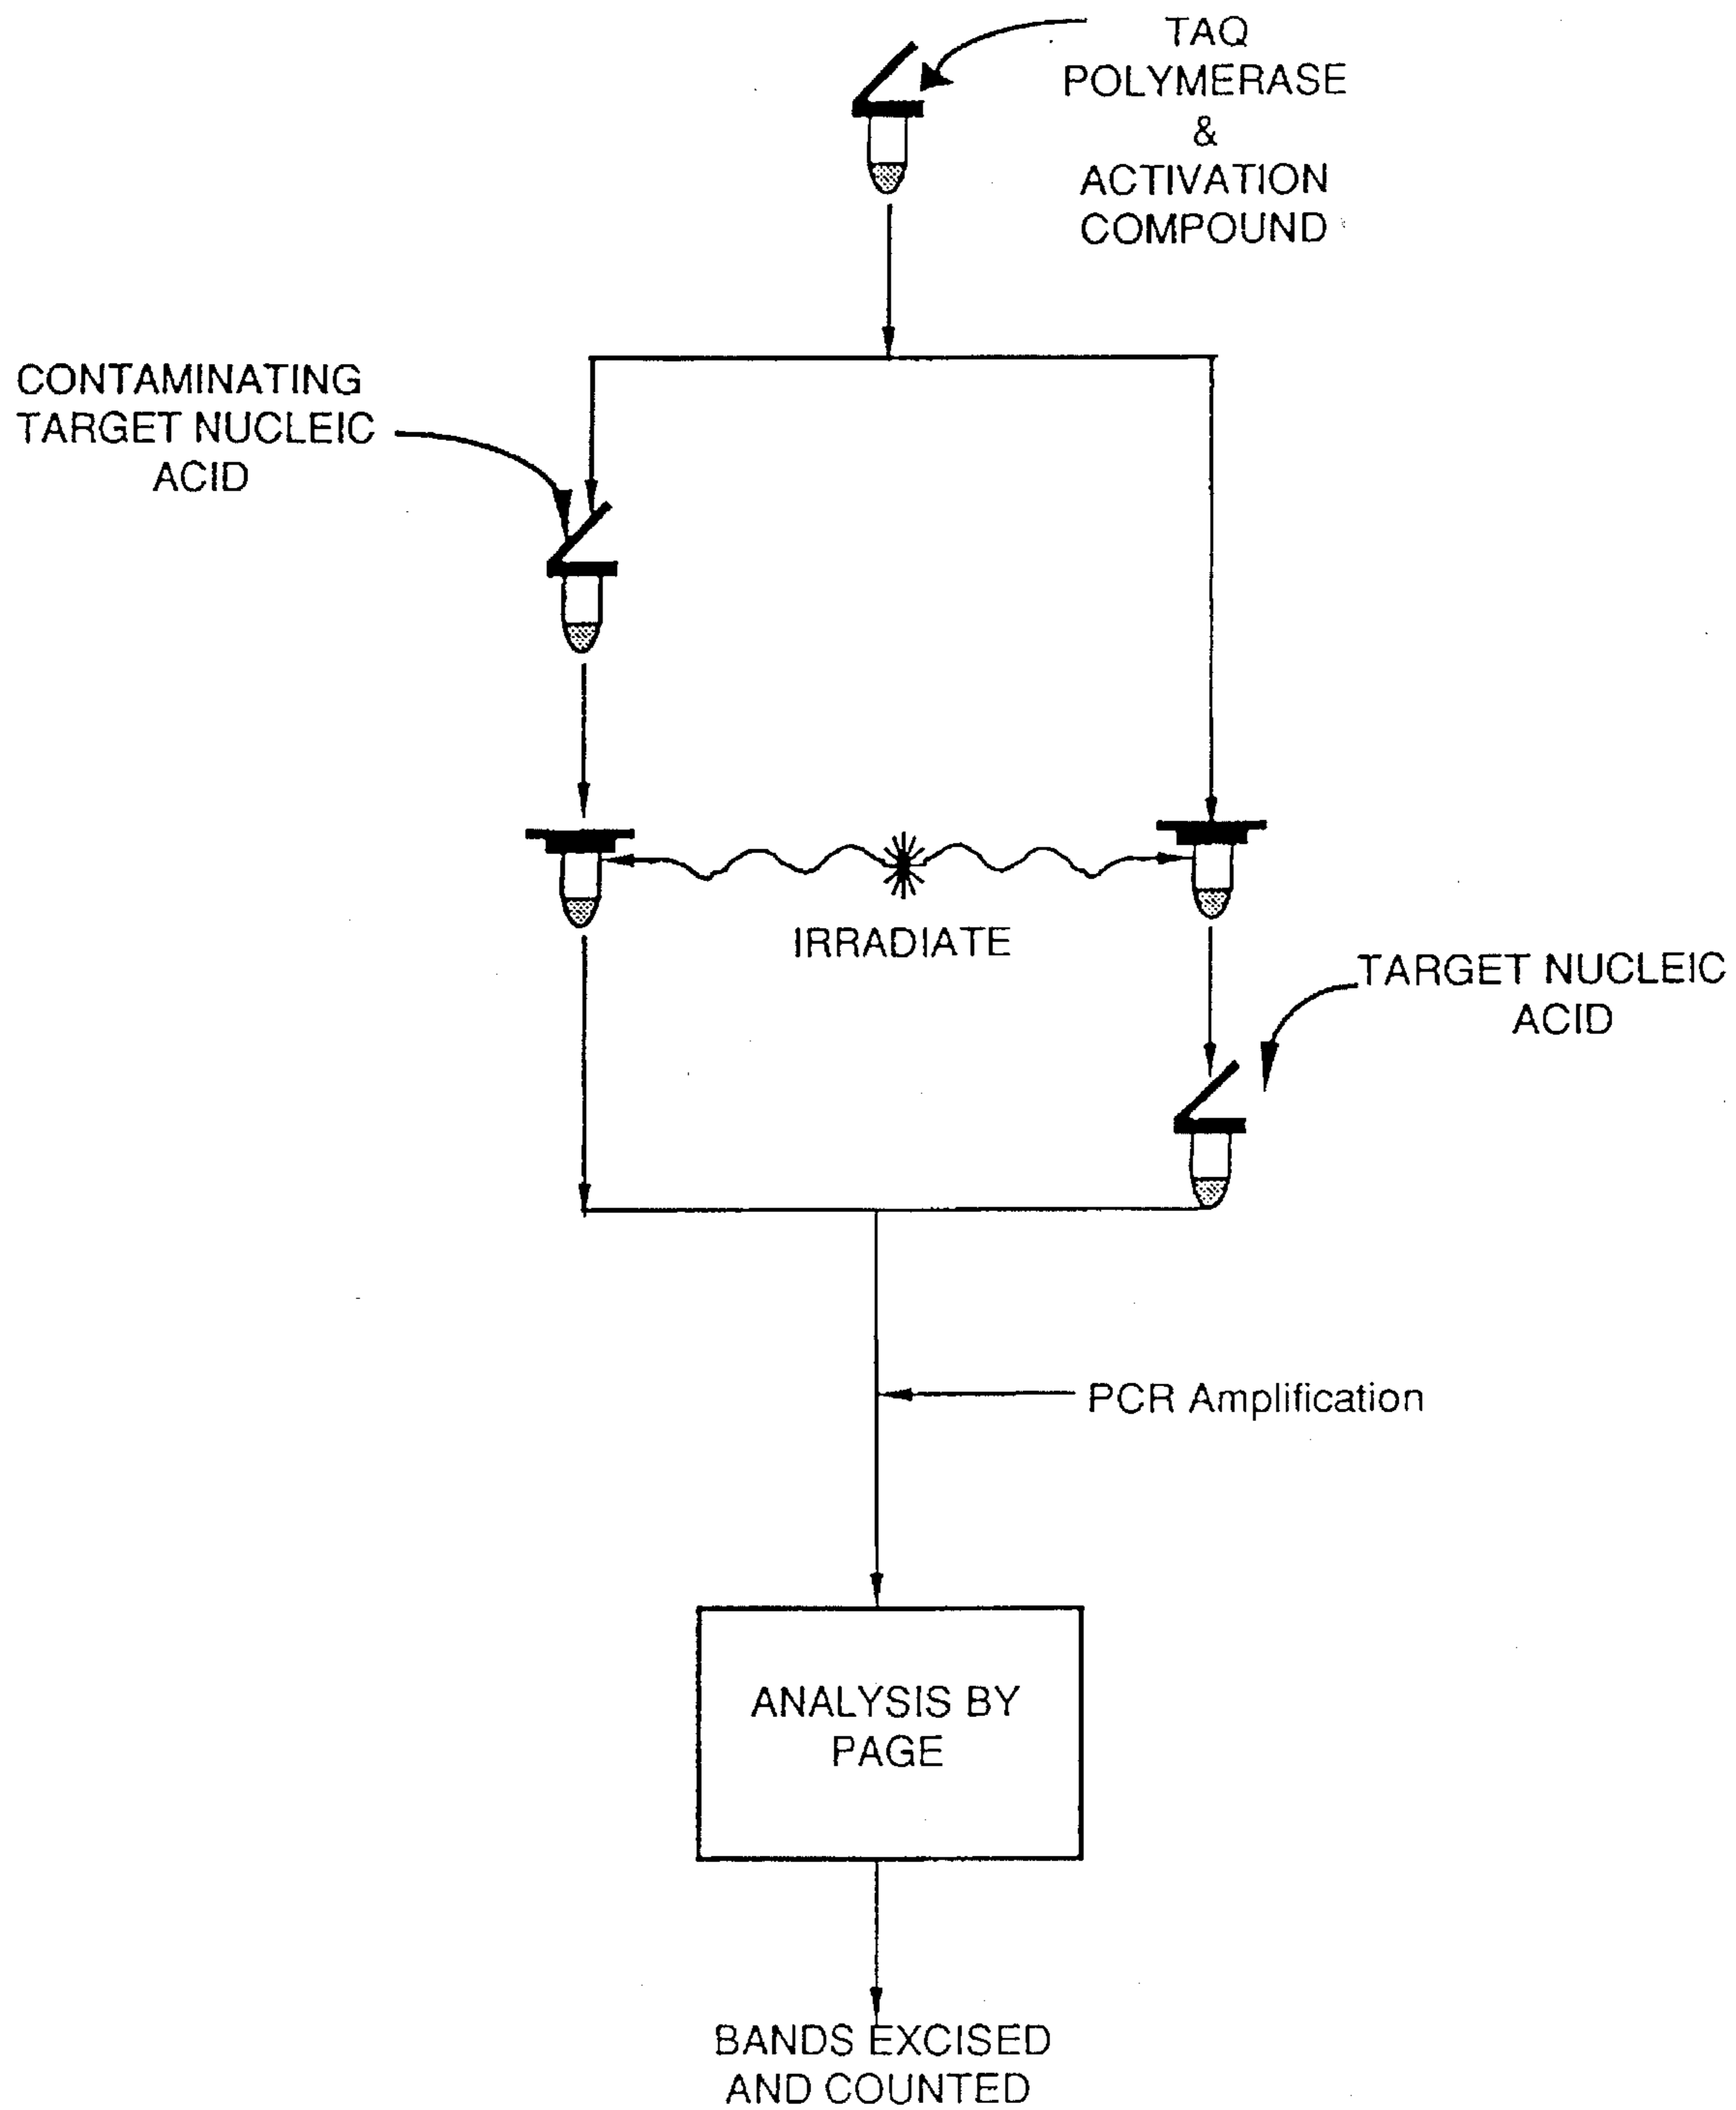 TAQ
POLYMERASE
&
ACTIVATION
COMPOUND
CONTAMINATING
TARGET NUCLEIC
ACID
IRRADIATE
TARGET NUCLEIC
ACID
PCR Amplification
ANALYSIS BY
PAGE
BANDS EXCISED
AND COUNTED